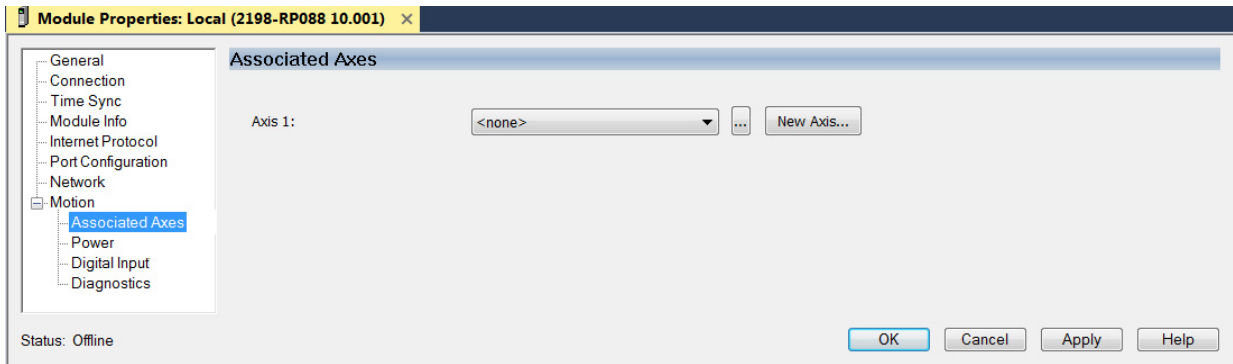 Module Properties: Local (2198-RP088 10.001) ×
General
Connection
Time Sync
Module Info
Internet Protocol
Port Configuration
Network
Motion
Associated Axes
Power
Digital Input
Diagnostics
Associated Axes
Axis 1: <none> ... New Axis...
Status: Offline
OK Cancel Apply Help